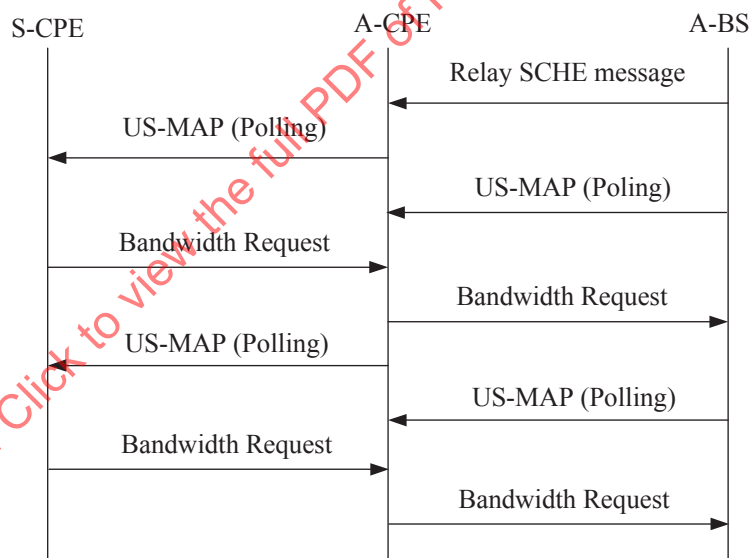 S-CPE
A-CPE
A-BS
Relay SCHE message
US-MAP (Polling)
US-MAP (Poling)
Bandwidth Request
Bandwidth Request
US-MAP (Polling)
US-MAP (Polling)
Bandwidth Request
Bandwidth Request
Click to view the full PDF of